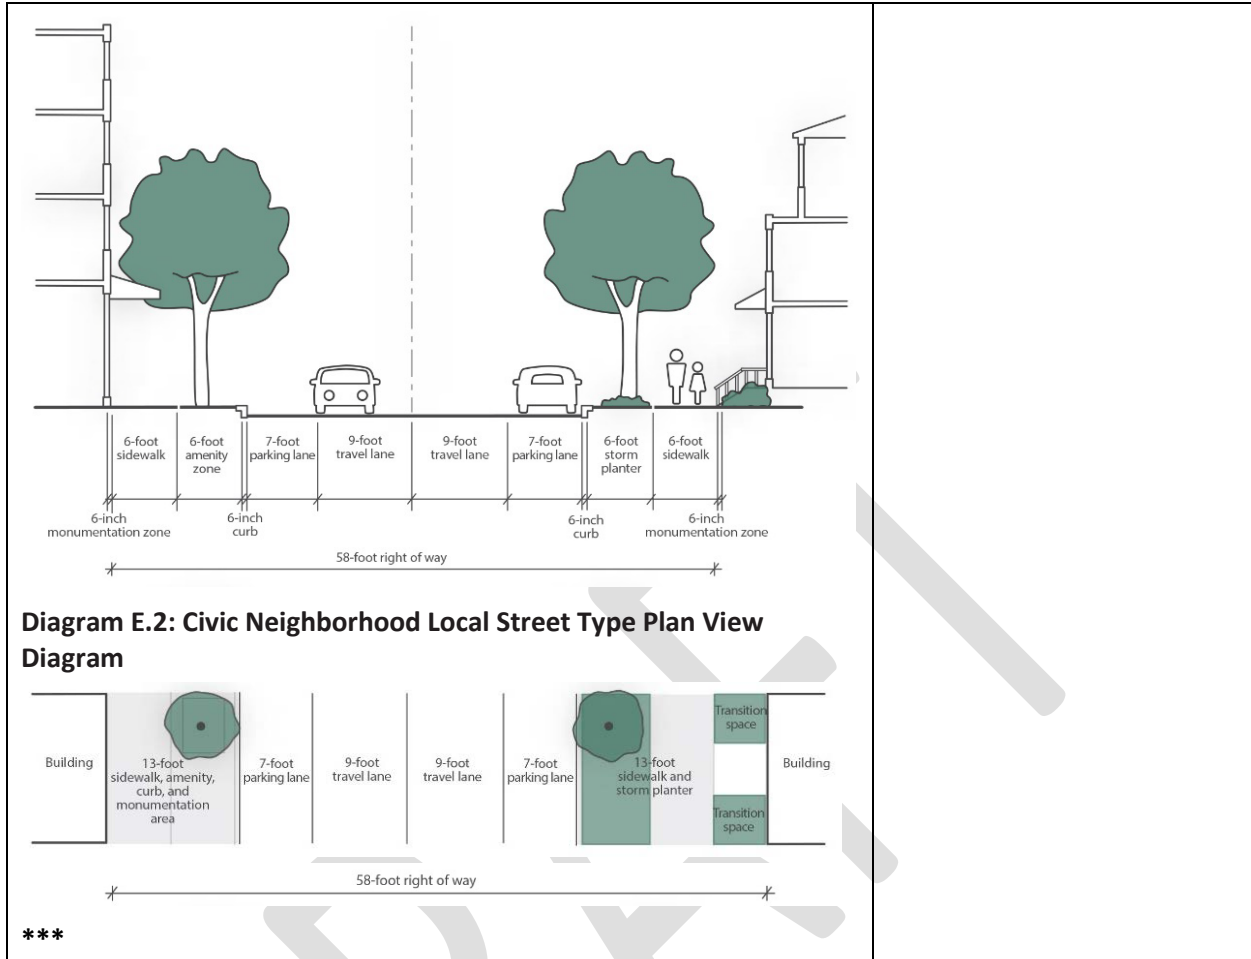 6-foot
sidewalk
6-foot
amenity
zone
7-foot
parking lane
9-foot
travel lane
9-foot
travel lane
7-foot
parking lane
6-foot
storm
planter
6-foot
sidewalk
6-inch
monumentation zone
6-inch
curb
6-inch
curb
6-inch
monumentation zone
58-foot right of way
Diagram E.2: Civic Neighborhood Local Street Type Plan View
Diagram
Building
13-foot
sidewalk, amenity,
curb, and
monumentation
area
7-foot
parking lane
9-foot
travel lane
9-foot
travel lane
7-foot
parking lane
13-foot
sidewalk and
storm planter
Transition
space
Transition
space
Building
58-foot right of way
***